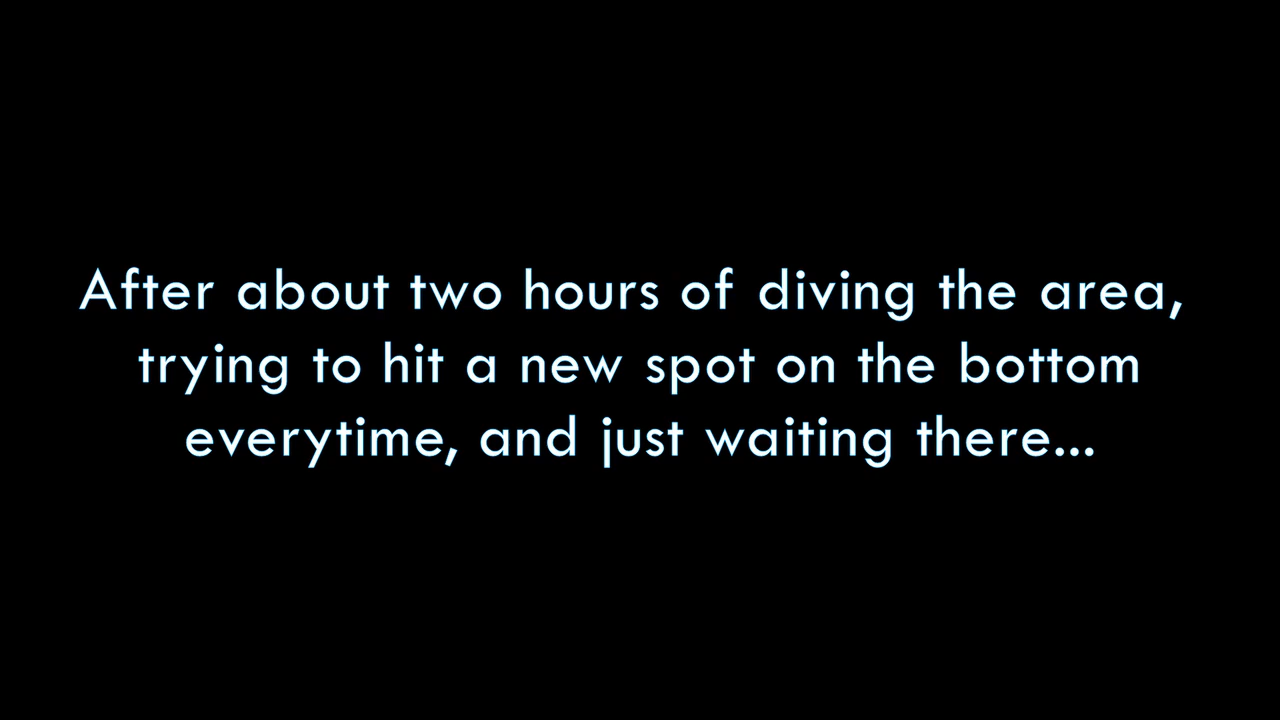 After about two hours of diving the area,
trying to hit a new spot on the bottom
everytime, and just waiting there...